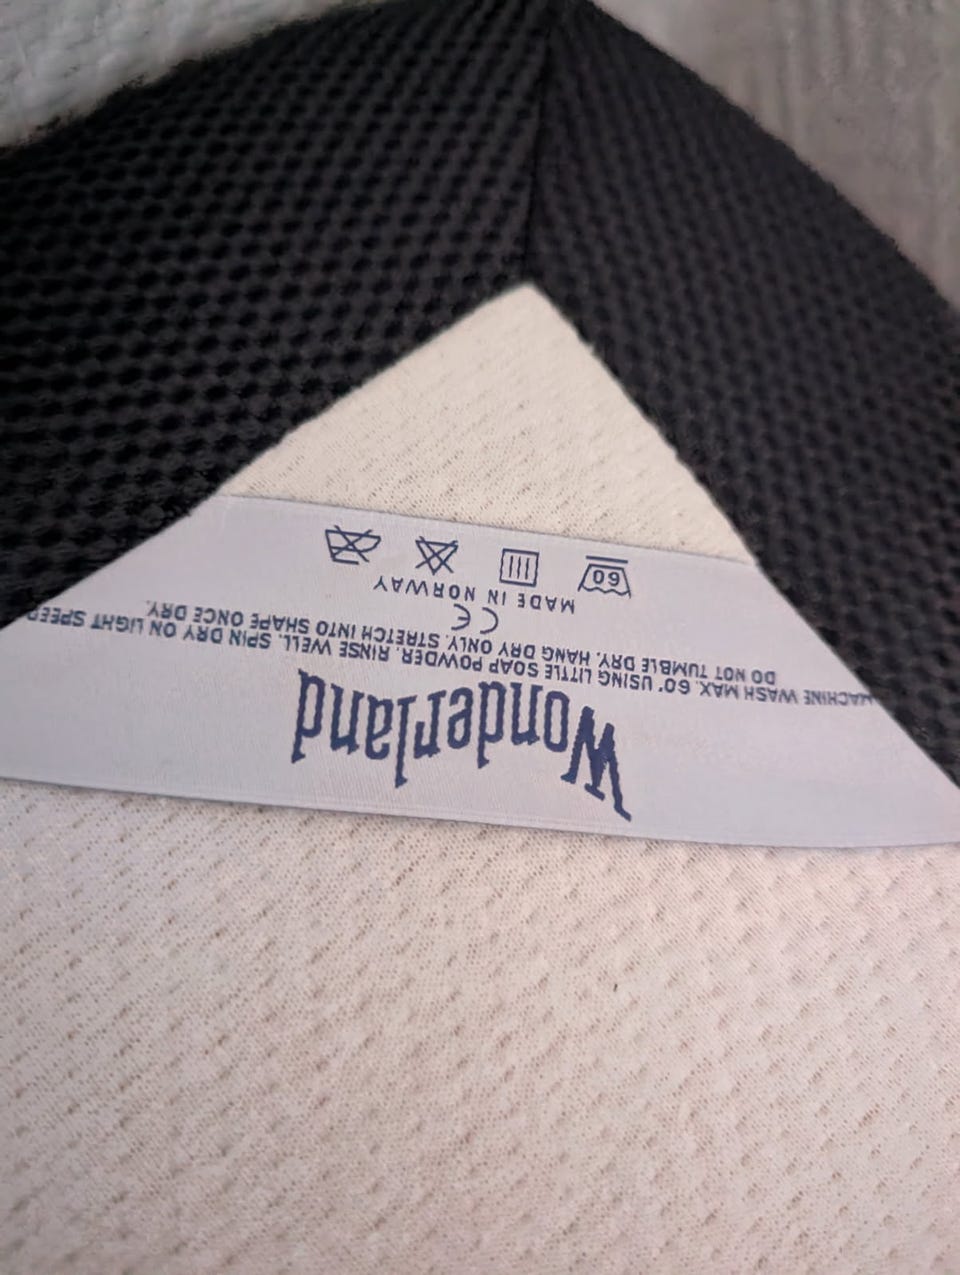 Wonderland
MACHINE WASH MAX. 60°. USING LITTLE SOAP POWDER. RINSE WELL. SPIN DRY ON LIGHT SPEED
DO NOT TUMBLE DRY. HANG DRY ONLY. STRETCH INTO SHAPE ONCE DRY.
CE
MADE IN NORWAY
60